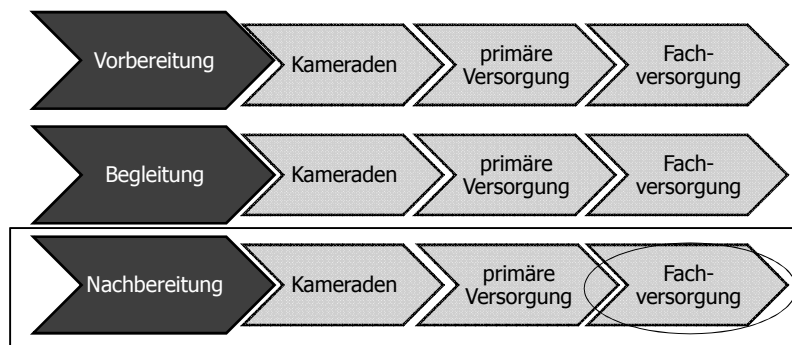 Vorbereitung
Kameraden
primäre
Versorgung
Fach-
versorgung
Begleitung
Kameraden
primäre
Versorgung
Fach-
versorgung
Nachbereitung
Kameraden
primäre
Versorgung
Fach-
versorgung